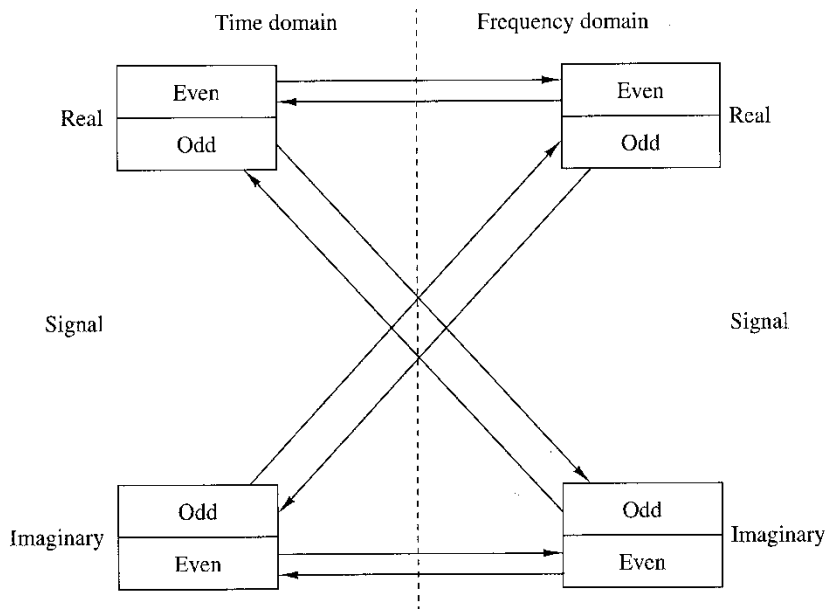 Time domain
Frequency domain
Even
Real
Odd
Even
Real
Odd
Signal
Signal
Odd
Imaginary
Even
Odd
Imaginary
Even